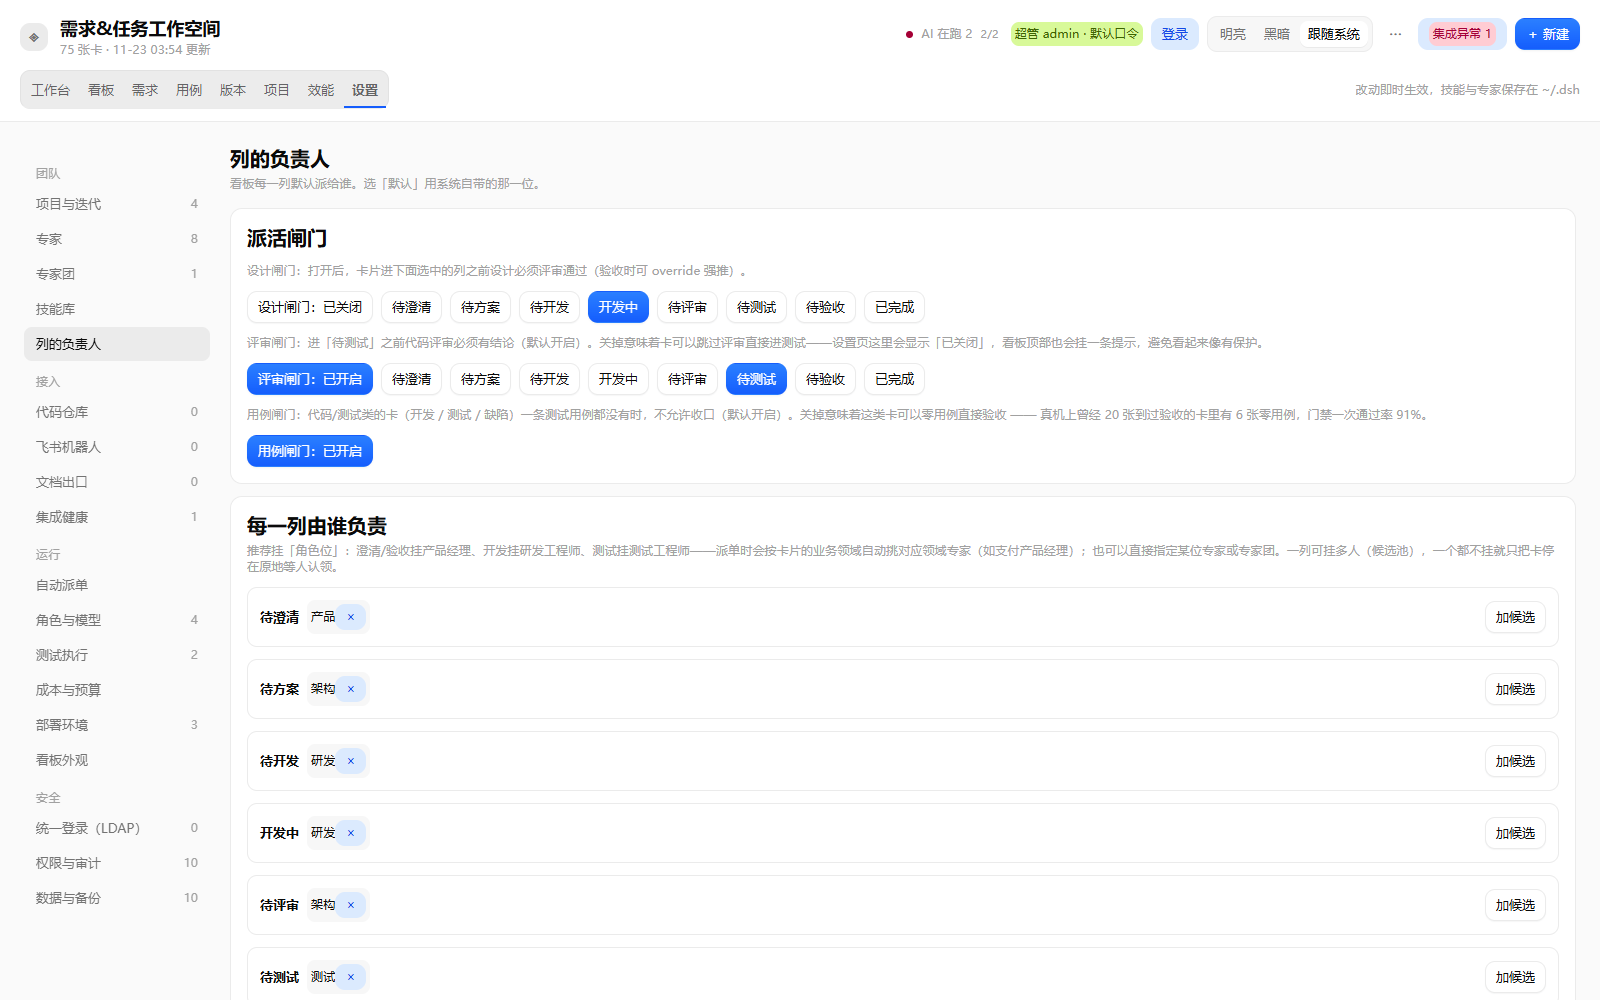 需求&任务工作空间
75 张卡 · 11-23 03:54 更新
AI 在跑 2 2/2
超管 admin · 默认口令
登录
明亮 黑暗 跟随系统
···
集成异常 1
+ 新建
工作台 看板 需求 用例 版本 项目 效能 设置
改动即时生效，技能与专家保存在 ~/.dsh
团队
项目与迭代 4
专家 8
专家团 1
技能库
列的负责人
接入
代码仓库 0
飞书机器人 0
文档出口 0
集成健康 1
运行
自动派单
角色与模型 4
测试执行 2
成本与预算
部署环境 3
看板外观
安全
统一登录（LDAP） 0
权限与审计 10
数据与备份 10
列的负责人
看板每一列默认派给谁。选「默认」用系统自带的那一位。
派活闸门
设计闸门：打开后，卡片进下面选中的列之前设计必须评审通过（验收时可 override 强推）。
设计闸门：已关闭 待澄清 待方案 待开发 开发中 待评审 待测试 待验收 已完成
评审闸门：进「待测试」之前代码评审必须有结论（默认开启）。关掉意味着卡可以跳过评审直接进测试——设置页这里会显示「已关闭」，看板顶部也会挂一条提示，避免看起来像有保护。
评审闸门：已开启 待澄清 待方案 待开发 开发中 待评审 待测试 待验收 已完成
用例闸门：代码/测试类的卡（开发 / 测试 / 缺陷）一条测试用例都没有时，不允许收口（默认开启）。关掉意味着这类卡可以零用例直接验收 —— 真机上曾经 20 张到过验收的卡里有 6 张零用例，门禁一次通过率 91%。
用例闸门：已开启
每一列由谁负责
推荐挂「角色位」：澄清/验收挂产品经理、开发挂研发工程师、测试挂测试工程师——派单时会按卡片的业务领域自动挑对应领域专家（如支付产品经理）；也可以直接指定某位专家或专家团。一列可挂多人（候选池），一个都不挂就只把卡停
在原地等人认领。
待澄清 产品 × 加候选
待方案 架构 × 加候选
待开发 研发 × 加候选
开发中 研发 × 加候选
待评审 架构 × 加候选
待测试 测试 × 加候选